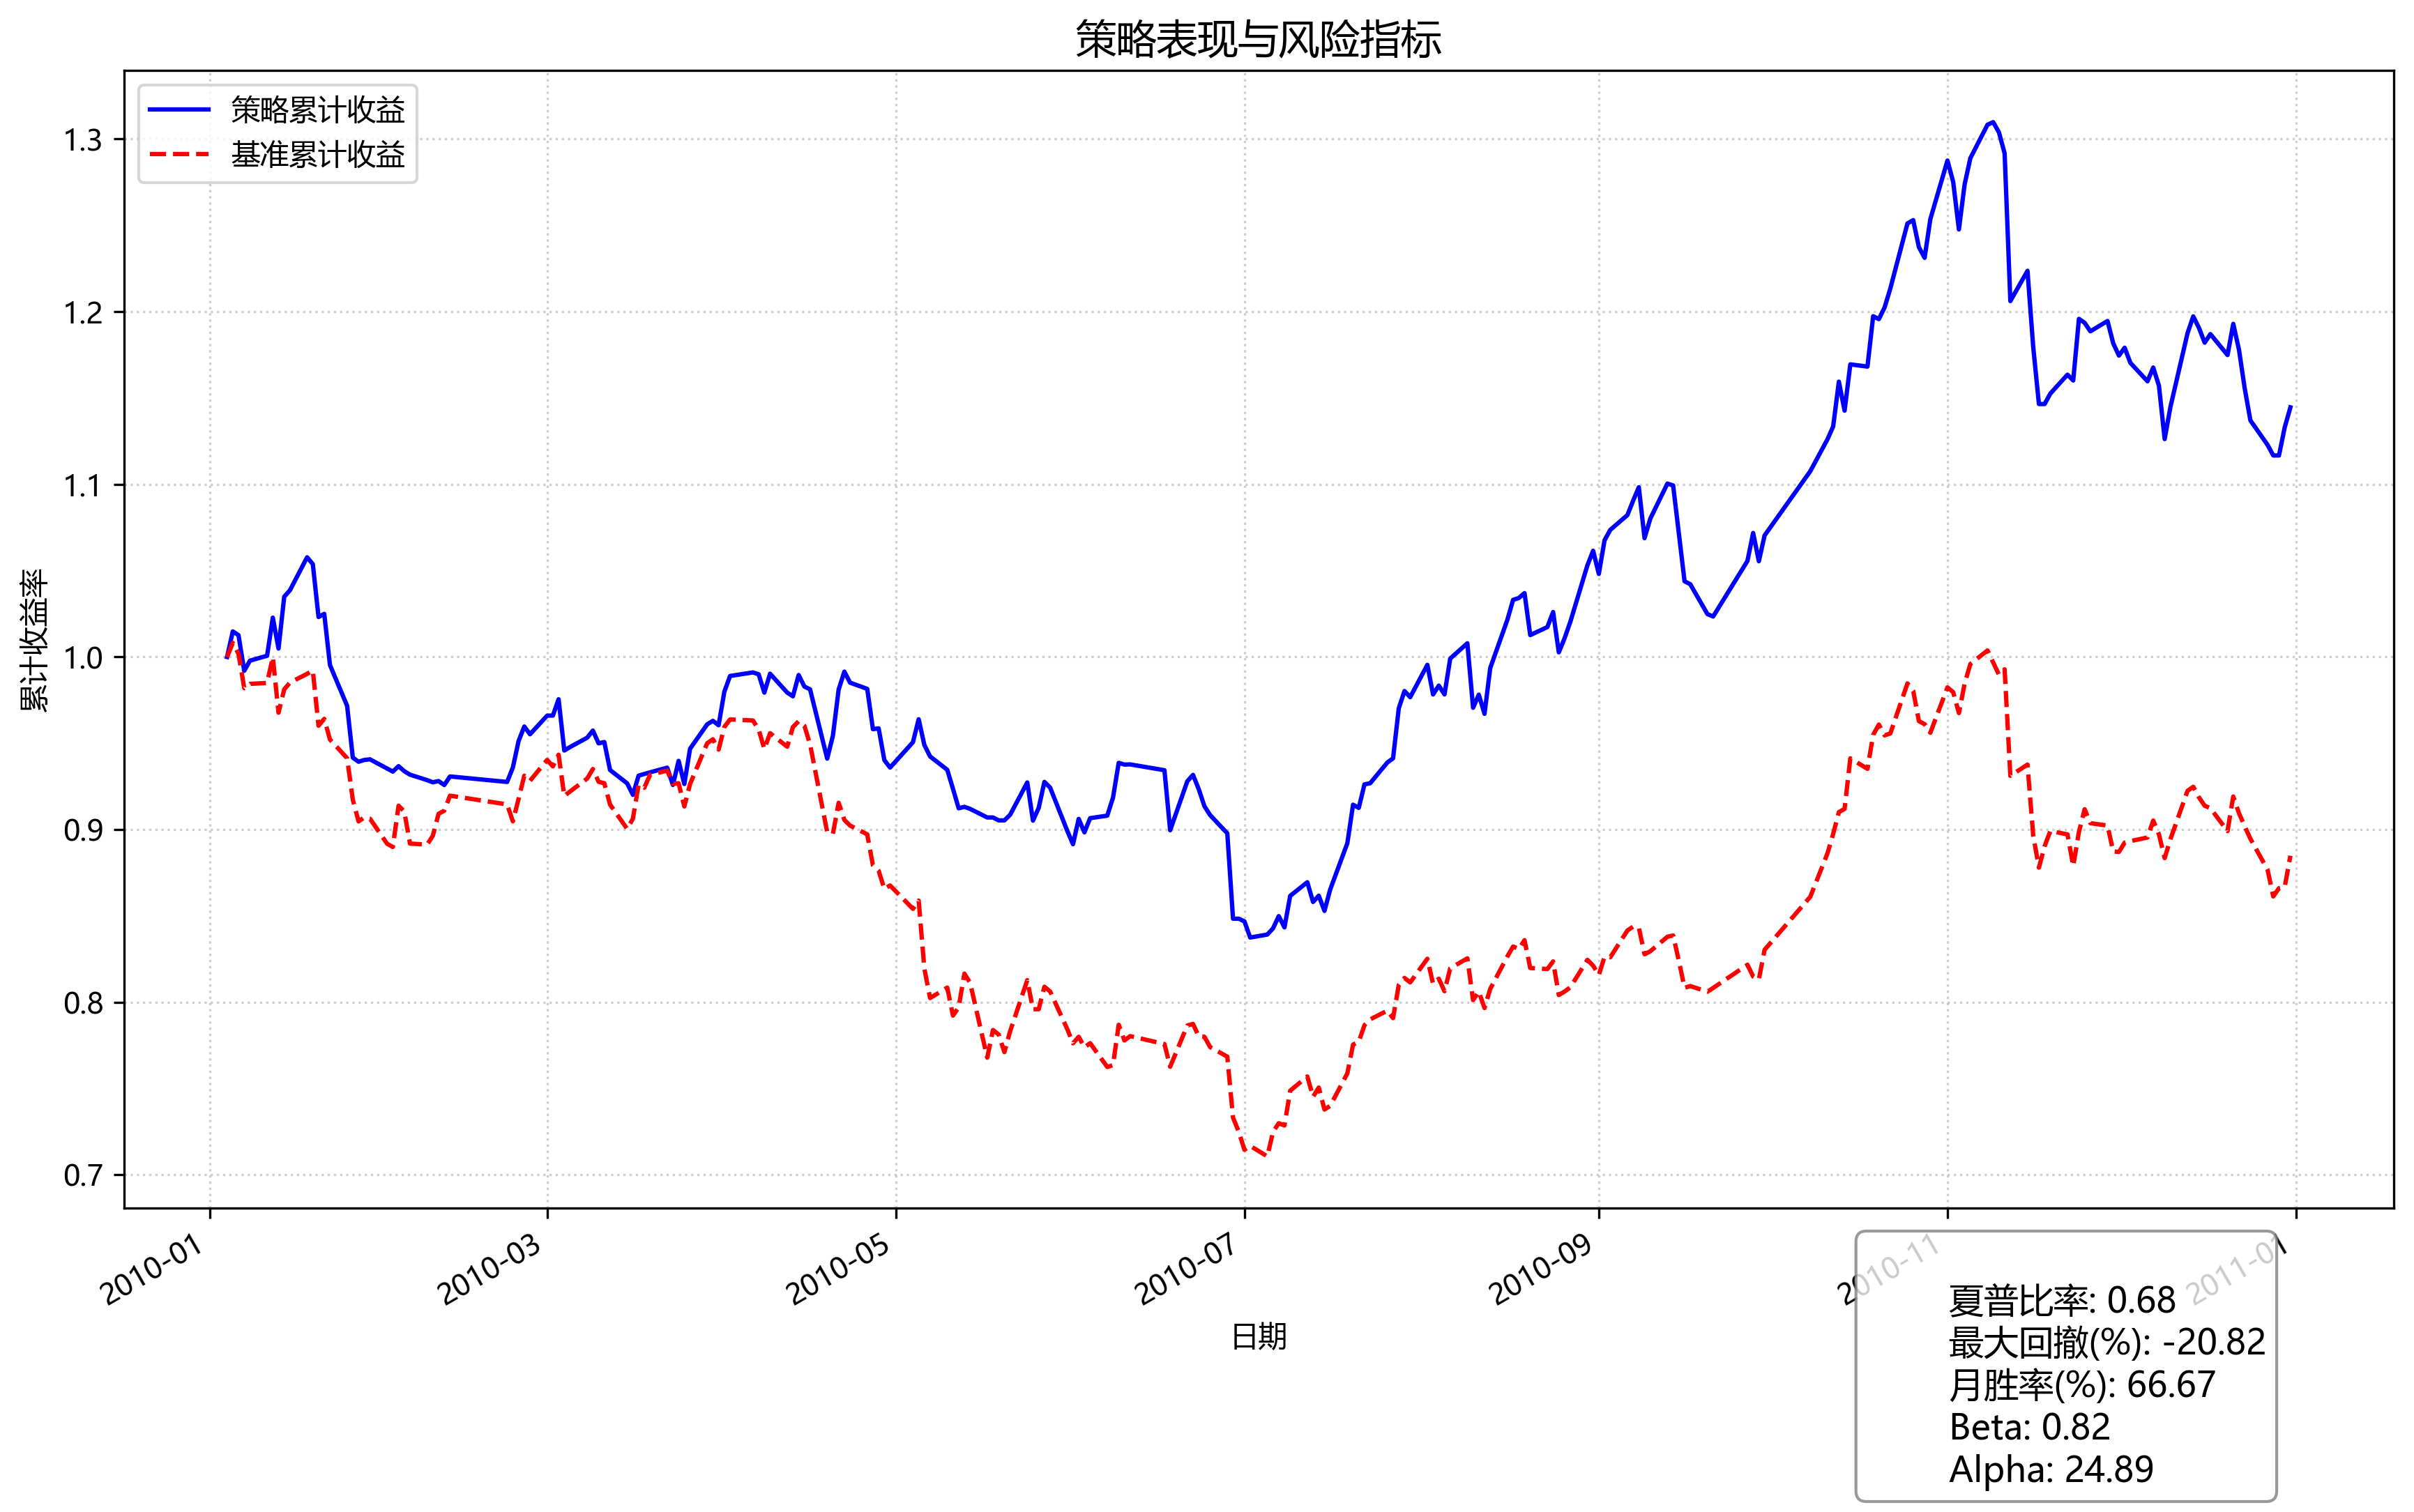 策略表现与风险指标
策略累计收益
基准累计收益
1.3
1.2
1.1
1.0
0.9
0.8
0.7
累计收益率
2010-01
2010-03
2010-05
2010-07
2010-09
2010-11
2011-01
日期
夏普比率: 0.68
最大回撤(%): -20.82
月胜率(%): 66.67
Beta: 0.82
Alpha: 24.89